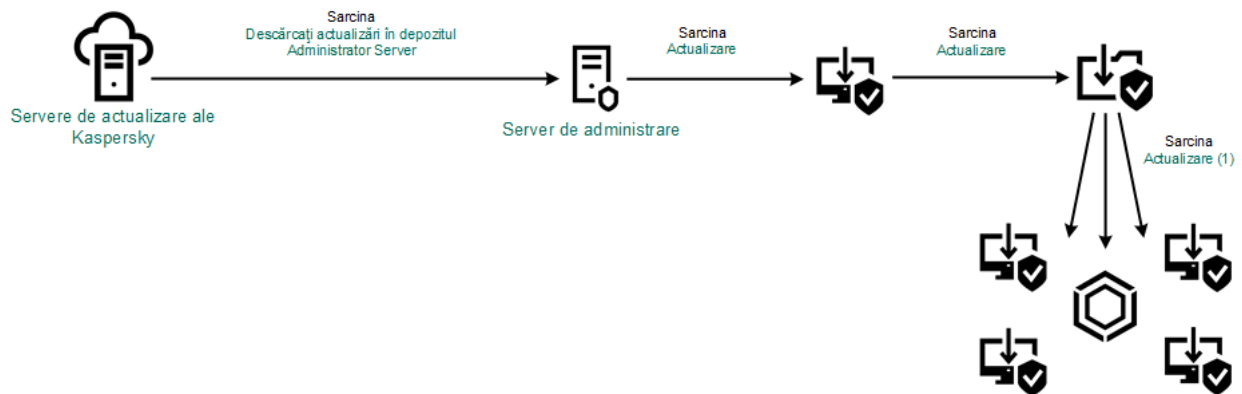 Sarcina
Descărcați actualizări în depozitul
Administrator Server
Sarcina
Actualizare
Sarcina
Actualizare
Servere de actualizare ale
Kaspersky
Server de administrare
Sarcina
Actualizare (1)